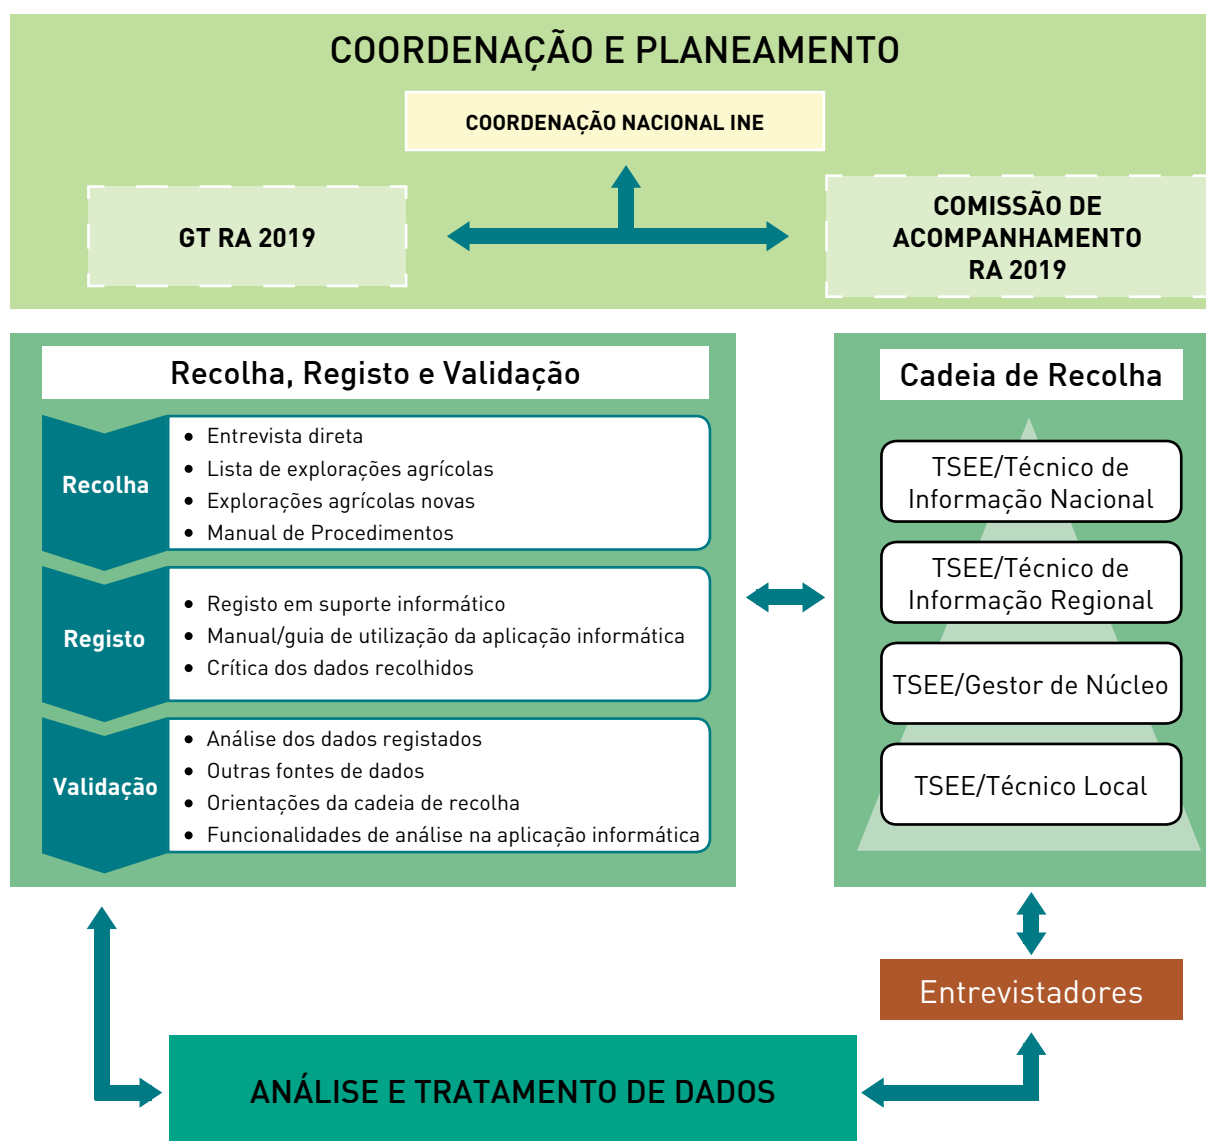 COORDENAÇÃO E PLANEAMENTO
COORDENAÇÃO NACIONAL INE
GT RA 2019
COMISSÃO DE
ACOMPANHAMENTO
RA 2019
Recolha, Registo e Validação
Recolha
• Entrevista direta
• Lista de explorações agrícolas
• Explorações agrícolas novas
• Manual de Procedimentos
Registo
• Registo em suporte informático
• Manual/guia de utilização da aplicação informática
• Crítica dos dados recolhidos
Validação
• Análise dos dados registados
• Outras fontes de dados
• Orientações da cadeia de recolha
• Funcionalidades de análise na aplicação informática
Cadeia de Recolha
TSEE/Técnico de
Informação Nacional
TSEE/Técnico de
Informação Regional
TSEE/Gestor de Núcleo
TSEE/Técnico Local
Entrevistadores
ANÁLISE E TRATAMENTO DE DADOS